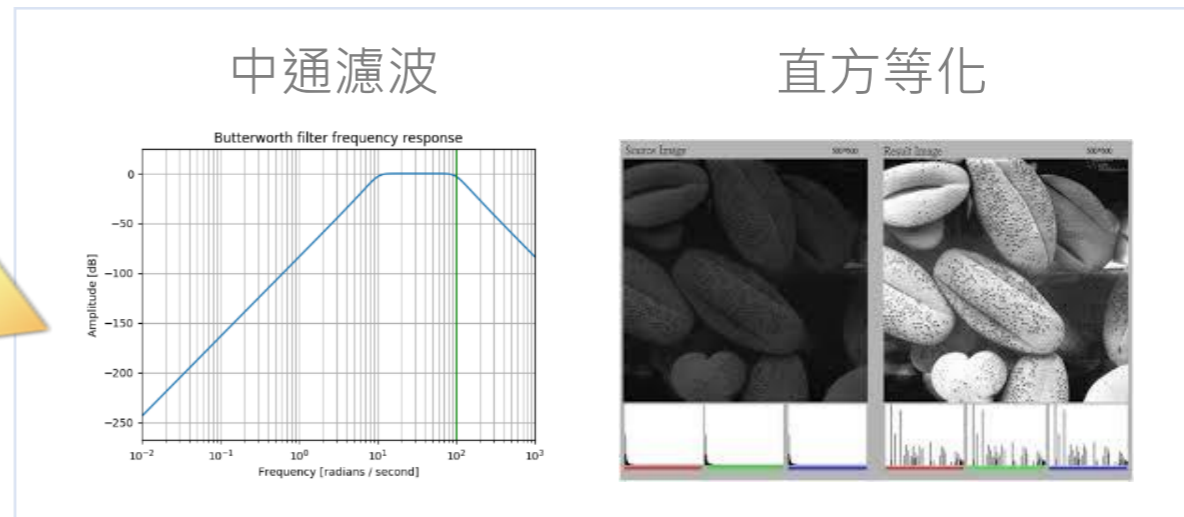 中通濾波
直方等化
Butterworth filter frequency response
0
−50
−100
−150
−200
−250
Amplitude [dB]
10⁻² 10⁻¹ 10⁰ 10¹ 10² 10³
Frequency [radians / second]
Source Image
Result Image